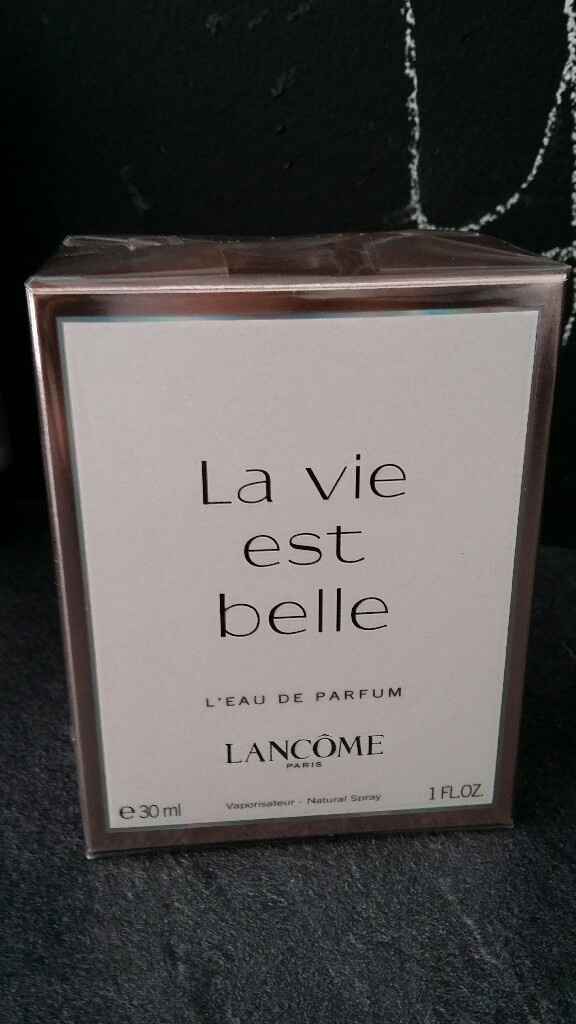 La vie
est
belle
L'EAU DE PARFUM
LANCÔME
PARIS
℮ 30 ml Vaporisateur - Natural Spray 1 FL.OZ.